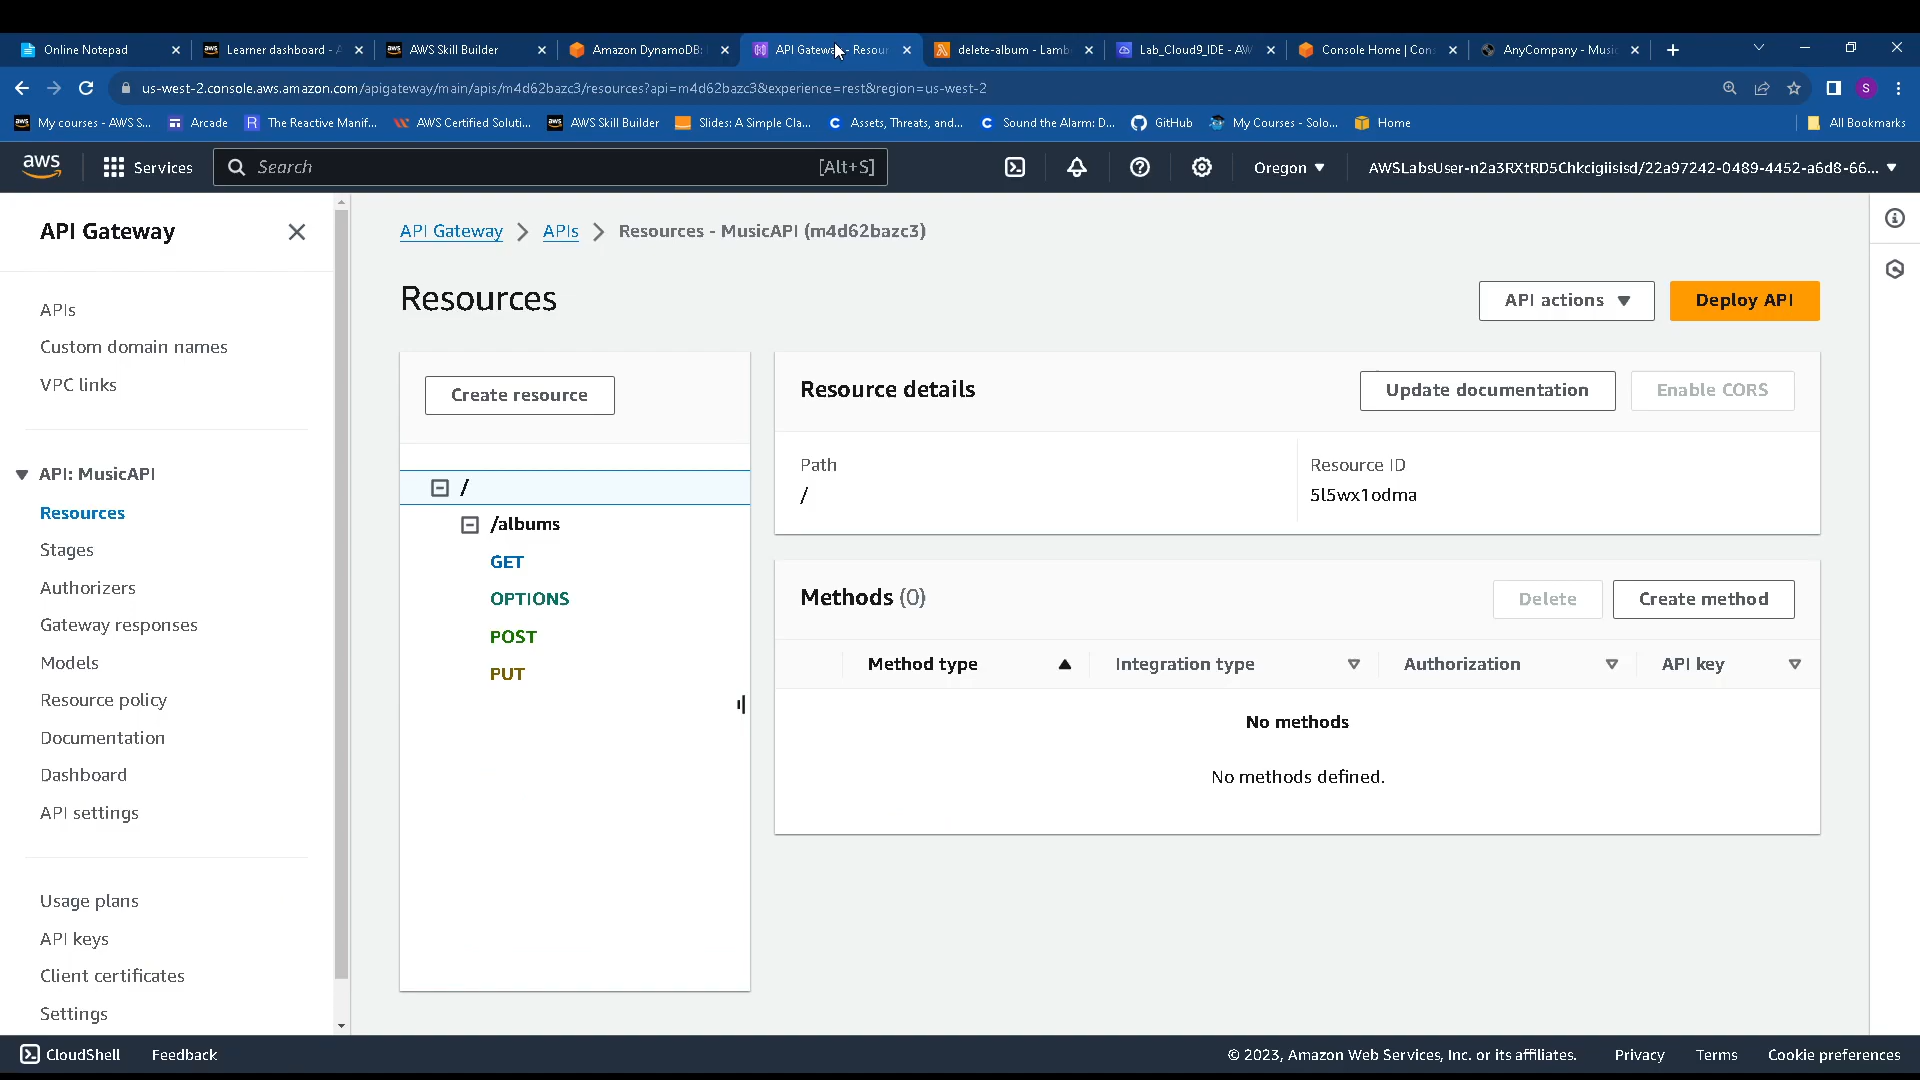 Online Notepad
Learner dashboard - A
AWS Skill Builder
Amazon DynamoDB:
API Gateway - Resour
delete-album - Lamb
Lab_Cloud9_IDE - AW
Console Home | Con
AnyCompany - Music
us-west-2.console.aws.amazon.com/apigateway/main/apis/m4d62bazc3/resources?api=m4d62bazc3&experience=rest&region=us-west-2
S
My courses - AWS S...
Arcade
The Reactive Manif...
AWS Certified Soluti...
AWS Skill Builder
Slides: A Simple Cla...
Assets, Threats, and...
Sound the Alarm: D...
GitHub
My Courses - Solo...
Home
All Bookmarks
aws
Services
Search
[Alt+S]
Oregon
AWSLabsUser-n2a3RXtRD5Chkcigiisisd/22a97242-0489-4452-a6d8-66...
API Gateway
APIs
Custom domain names
VPC links
API: MusicAPI
Resources
Stages
Authorizers
Gateway responses
Models
Resource policy
Documentation
Dashboard
API settings
Usage plans
API keys
Client certificates
Settings
API Gateway
APIs
Resources - MusicAPI (m4d62bazc3)
Resources
API actions
Deploy API
Create resource
/
/albums
GET
OPTIONS
POST
PUT
Resource details
Update documentation
Enable CORS
Path
/
Resource ID
5l5wx1odma
Methods (0)
Delete
Create method
Method type
Integration type
Authorization
API key
No methods
No methods defined.
CloudShell
Feedback
© 2023, Amazon Web Services, Inc. or its affiliates.
Privacy
Terms
Cookie preferences